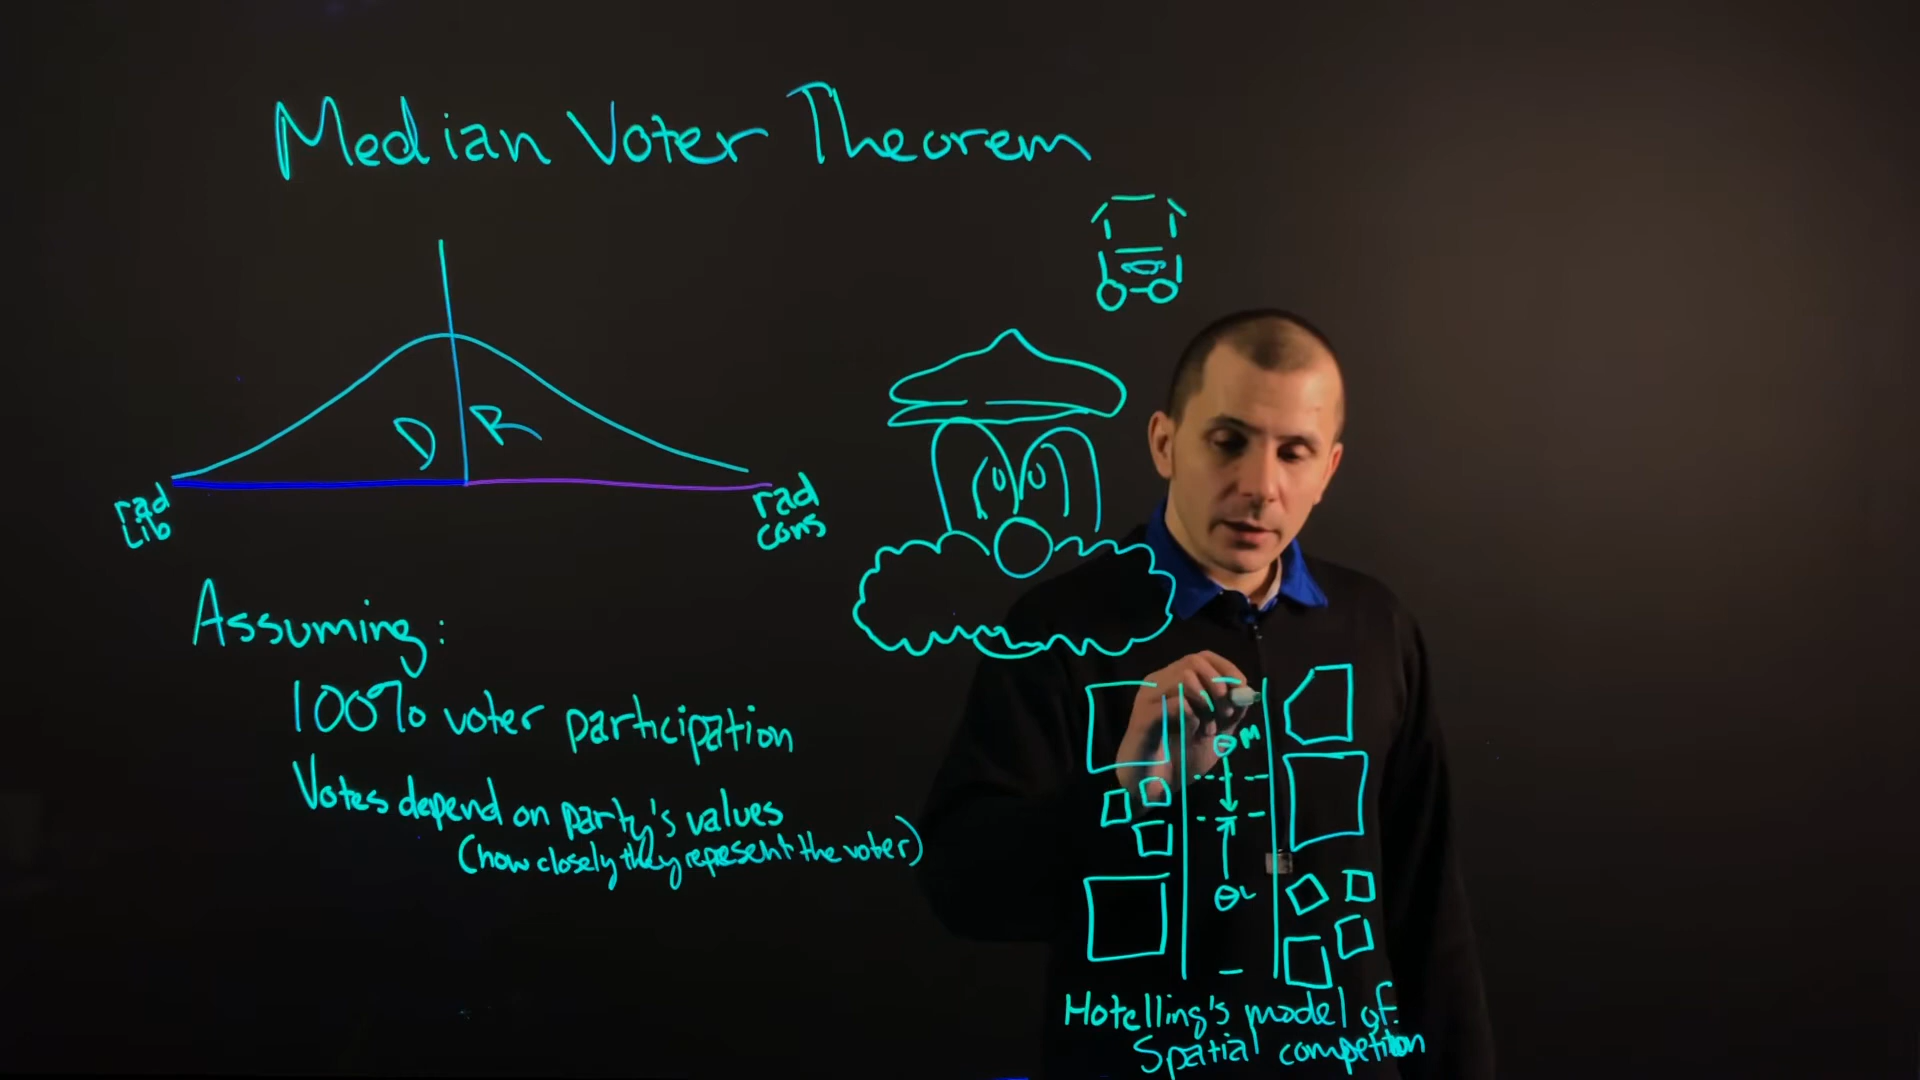 Median Voter Theorem
D R
rad
Lib
rad
cons
Assuming:
100% voter participation
Votes depend on party's values
(how closely they represent the voter)
M
L
Hotelling's model of
Spatial competition